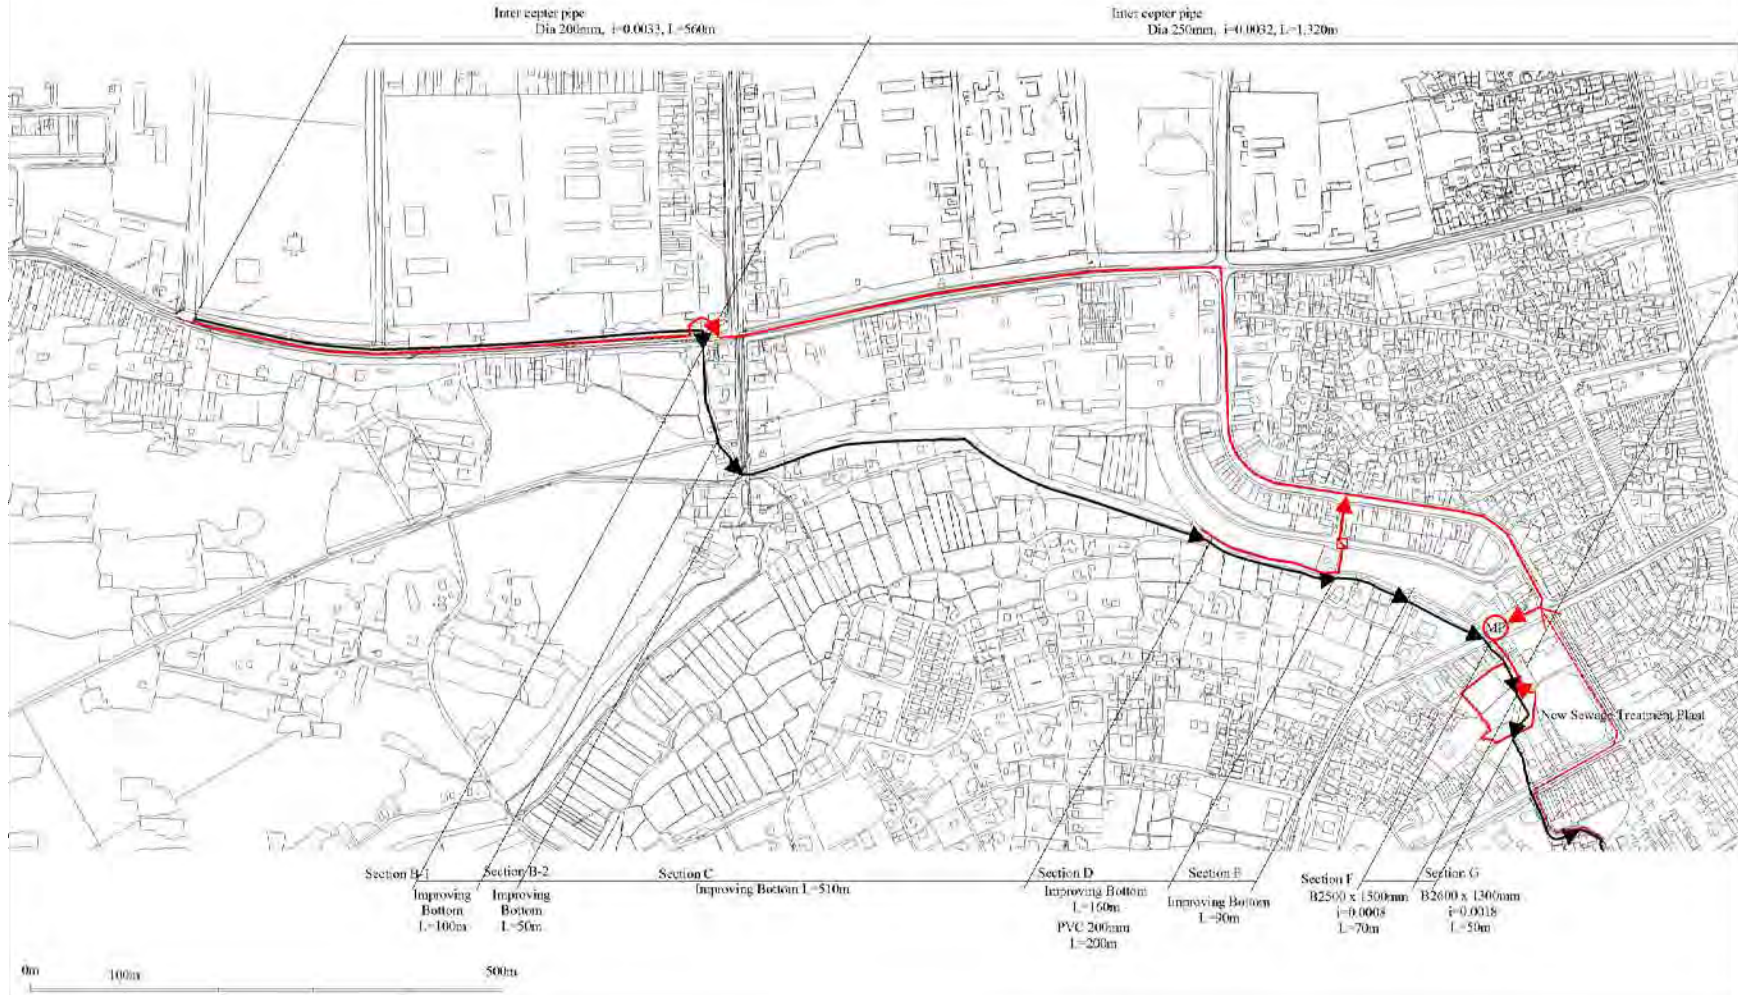 Inter cepter pipe
Dia 200mm, i=0.0033, L=560m
Inter cepter pipe
Dia 250mm, i=0.0032, L=1,320m
MP
New Sewage Treatment Plant
Section B-1
Improving
Bottom
L=100m
Section B-2
Improving
Bottom
L=50m
Section C
Improving Bottom L=510m
Section D
Improving Bottom
L=160m
PVC 200mm
L=200m
Section E
Improving Bottom
L=90m
Section F
B2500 x 1500mm
i=0.0008
L=70m
Section G
B2600 x 1300mm
i=0.0018
L=50m
0m
100m
500m